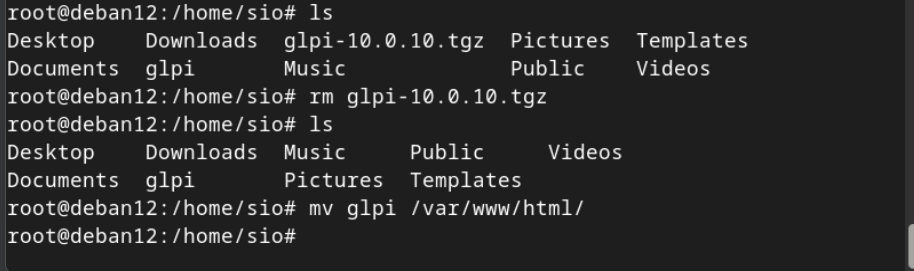 root@deban12:/home/sio# ls
Desktop    Downloads  glpi-10.0.10.tgz  Pictures  Templates
Documents  glpi       Music             Public    Videos
root@deban12:/home/sio# rm glpi-10.0.10.tgz
root@deban12:/home/sio# ls
Desktop    Downloads  Music     Public     Videos
Documents  glpi       Pictures  Templates
root@deban12:/home/sio# mv glpi /var/www/html/
root@deban12:/home/sio#